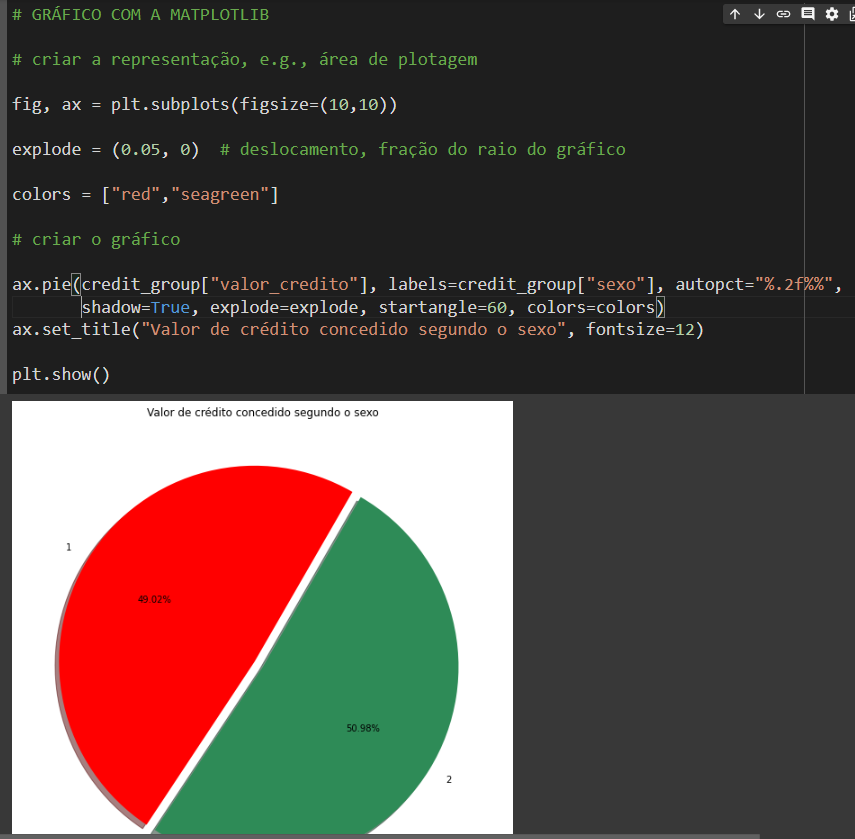 # GRÁFICO COM A MATPLOTLIB
# criar a representação, e.g., área de plotagem
fig, ax = plt.subplots(figsize=(10,10))
explode = (0.05, 0)  # deslocamento, fração do raio do gráfico
colors = ["red","seagreen"]
# criar o gráfico
ax.pie(credit_group["valor_credito"], labels=credit_group["sexo"], autopct="%.2f%%",
shadow=True, explode=explode, startangle=60, colors=colors)
ax.set_title("Valor de crédito concedido segundo o sexo", fontsize=12)
plt.show()
Valor de crédito concedido segundo o sexo
1
49.02%
50.98%
2